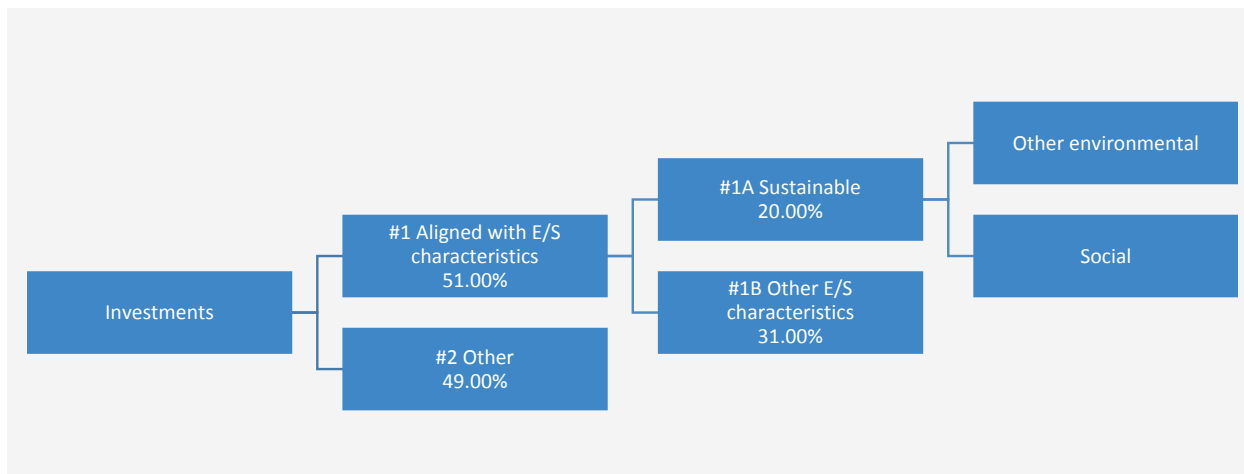 Investments
#1 Aligned with E/S
characteristics
51.00%
#2 Other
49.00%
#1A Sustainable
20.00%
#1B Other E/S
characteristics
31.00%
Other environmental
Social